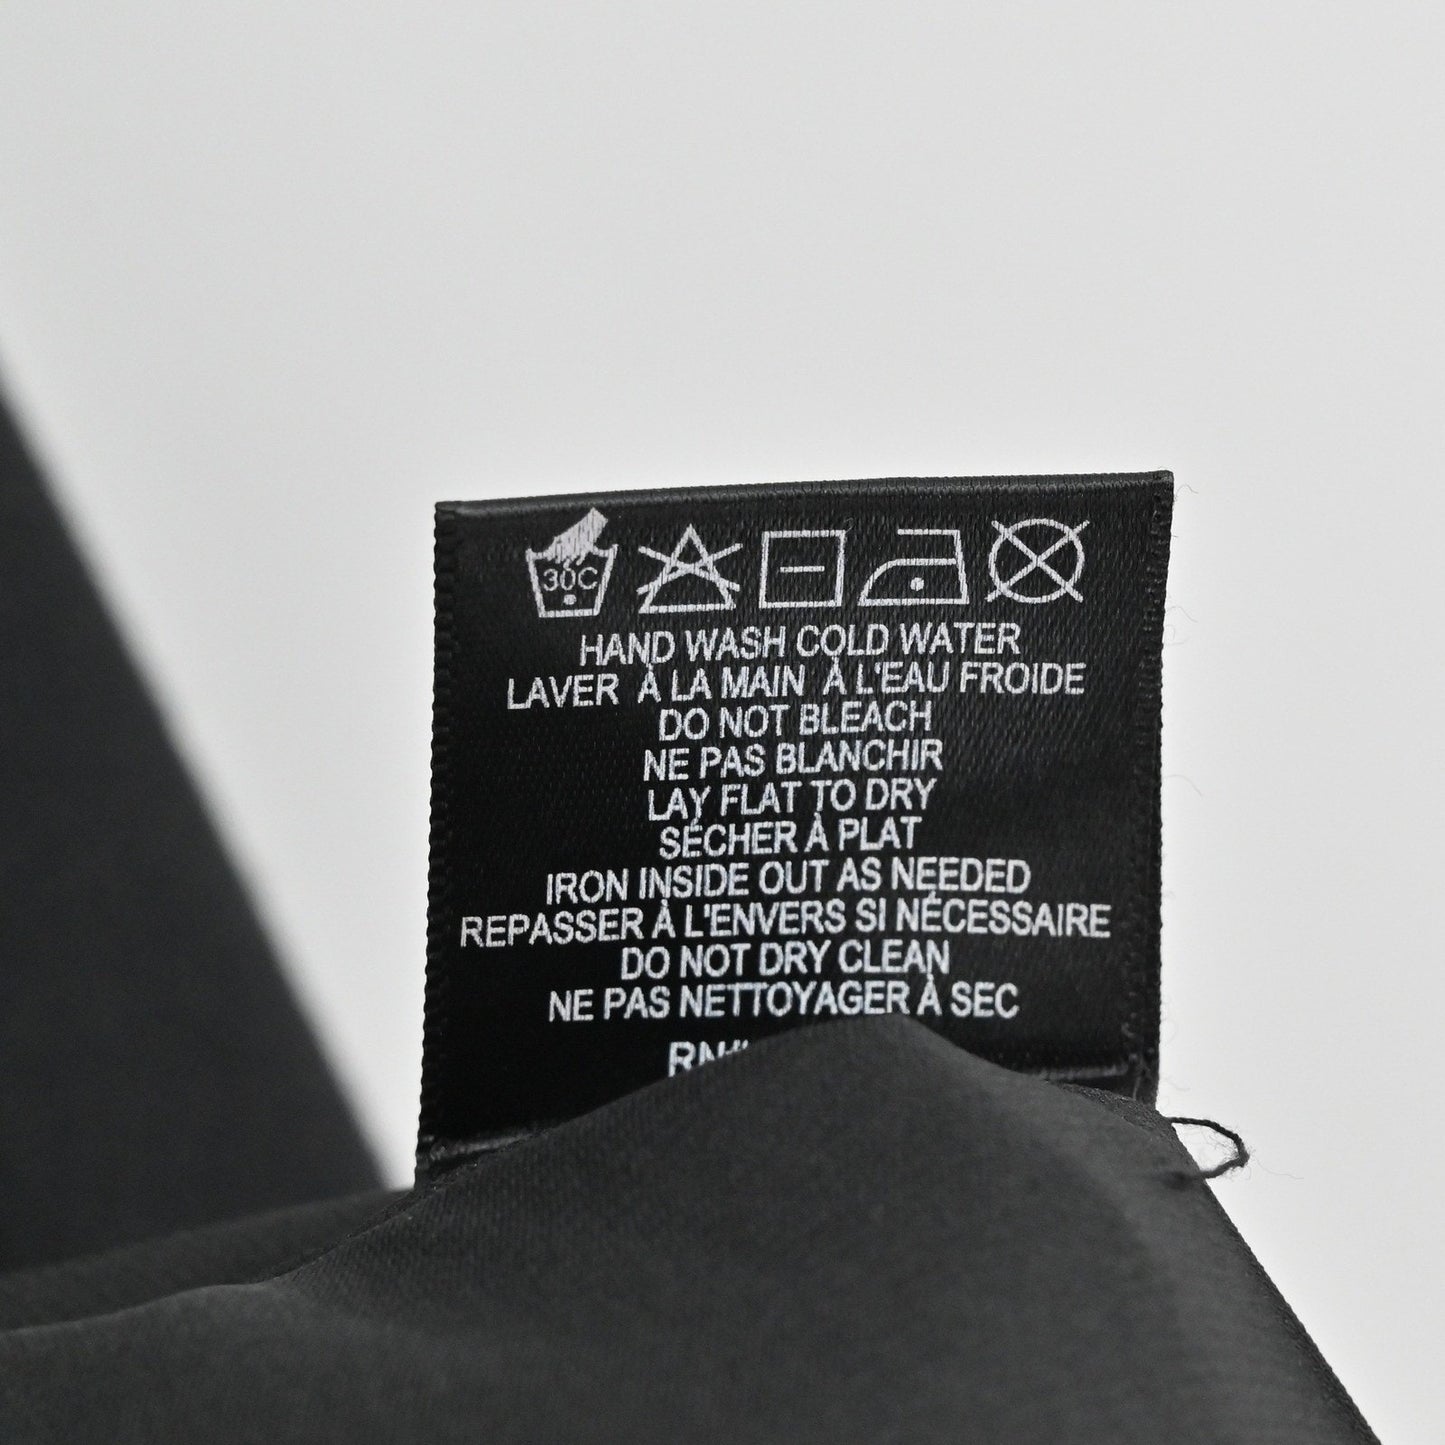 30C
HAND WASH COLD WATER
LAVER À LA MAIN À L'EAU FROIDE
DO NOT BLEACH
NE PAS BLANCHIR
LAY FLAT TO DRY
SÉCHER À PLAT
IRON INSIDE OUT AS NEEDED
REPASSER À L'ENVERS SI NÉCESSAIRE
DO NOT DRY CLEAN
NE PAS NETTOYAGER À SEC